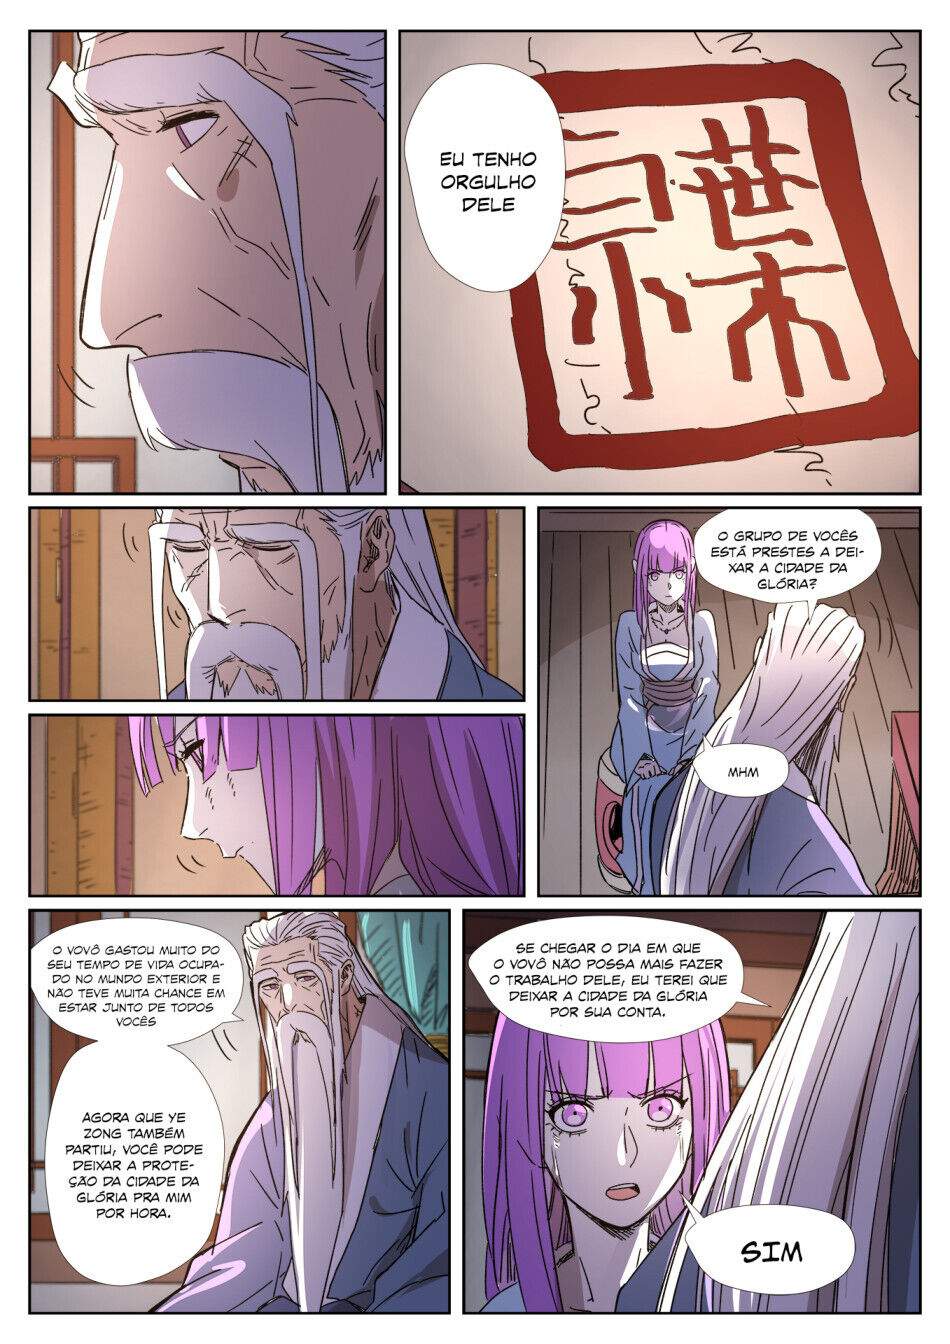 EU TENHO
ORGULHO
DELE
葉宗
O GRUPO DE VOCÊS
ESTÁ PRESTES A DEI-
XAR A CIDADE DA
GLÓRIA?
MHM
O VOVÔ GASTOU MUITO DO
SEU TEMPO DE VIDA OCUPA-
DO NO MUNDO EXTERIOR E
NÃO TEVE MUITA CHANCE EM
ESTAR JUNTO DE TODOS
VOCÊS
AGORA QUE YE
ZONG TAMBÉM
PARTIU, VOCÊ PODE
DEIXAR A PROTE-
ÇÃO DA CIDADE DA
GLÓRIA PRA MIM
POR HORA.
SE CHEGAR O DIA EM QUE
O VOVÔ NÃO POSSA MAIS FAZER
O TRABALHO DELE, EU TEREI QUE
DEIXAR A CIDADE DA GLÓRIA
POR SUA CONTA.
SIM